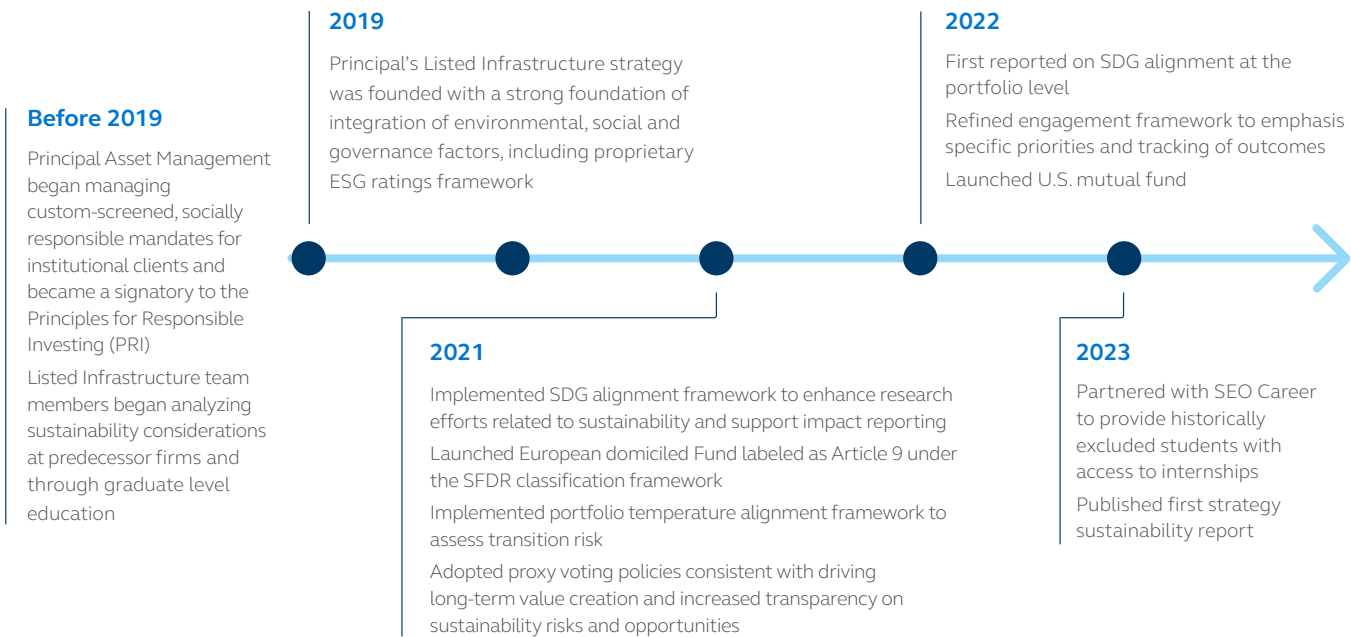 Before 2019
Principal Asset Management
began managing
custom-screened, socially
responsible mandates for
institutional clients and
became a signatory to the
Principles for Responsible
Investing (PRI)
Listed Infrastructure team
members began analyzing
sustainability considerations
at predecessor firms and
through graduate level
education
2019
Principal’s Listed Infrastructure strategy
was founded with a strong foundation of
integration of environmental, social and
governance factors, including proprietary
ESG ratings framework
2021
Implemented SDG alignment framework to enhance research
efforts related to sustainability and support impact reporting
Launched European domiciled Fund labeled as Article 9 under
the SFDR classification framework
Implemented portfolio temperature alignment framework to
assess transition risk
Adopted proxy voting policies consistent with driving
long-term value creation and increased transparency on
sustainability risks and opportunities
2022
First reported on SDG alignment at the
portfolio level
Refined engagement framework to emphasis
specific priorities and tracking of outcomes
Launched U.S. mutual fund
2023
Partnered with SEO Career
to provide historically
excluded students with
access to internships
Published first strategy
sustainability report